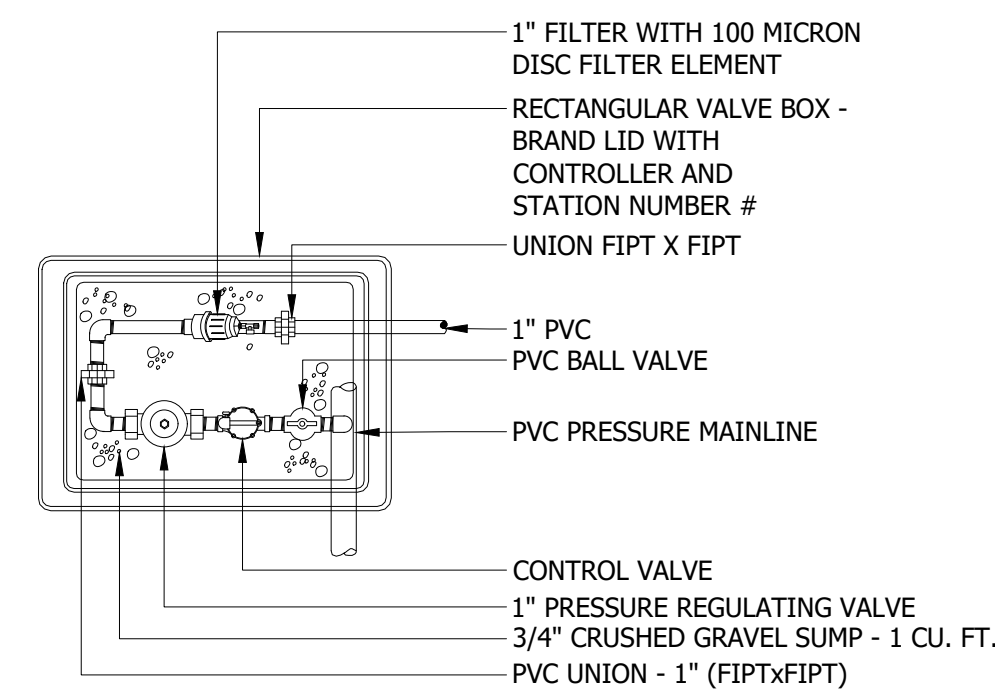 1" FILTER WITH 100 MICRON
DISC FILTER ELEMENT
RECTANGULAR VALVE BOX -
BRAND LID WITH
CONTROLLER AND
STATION NUMBER #
UNION FIPT X FIPT
1" PVC
PVC BALL VALVE
PVC PRESSURE MAINLINE
CONTROL VALVE
1" PRESSURE REGULATING VALVE
3/4" CRUSHED GRAVEL SUMP - 1 CU. FT.
PVC UNION - 1" (FIPTxFIPT)